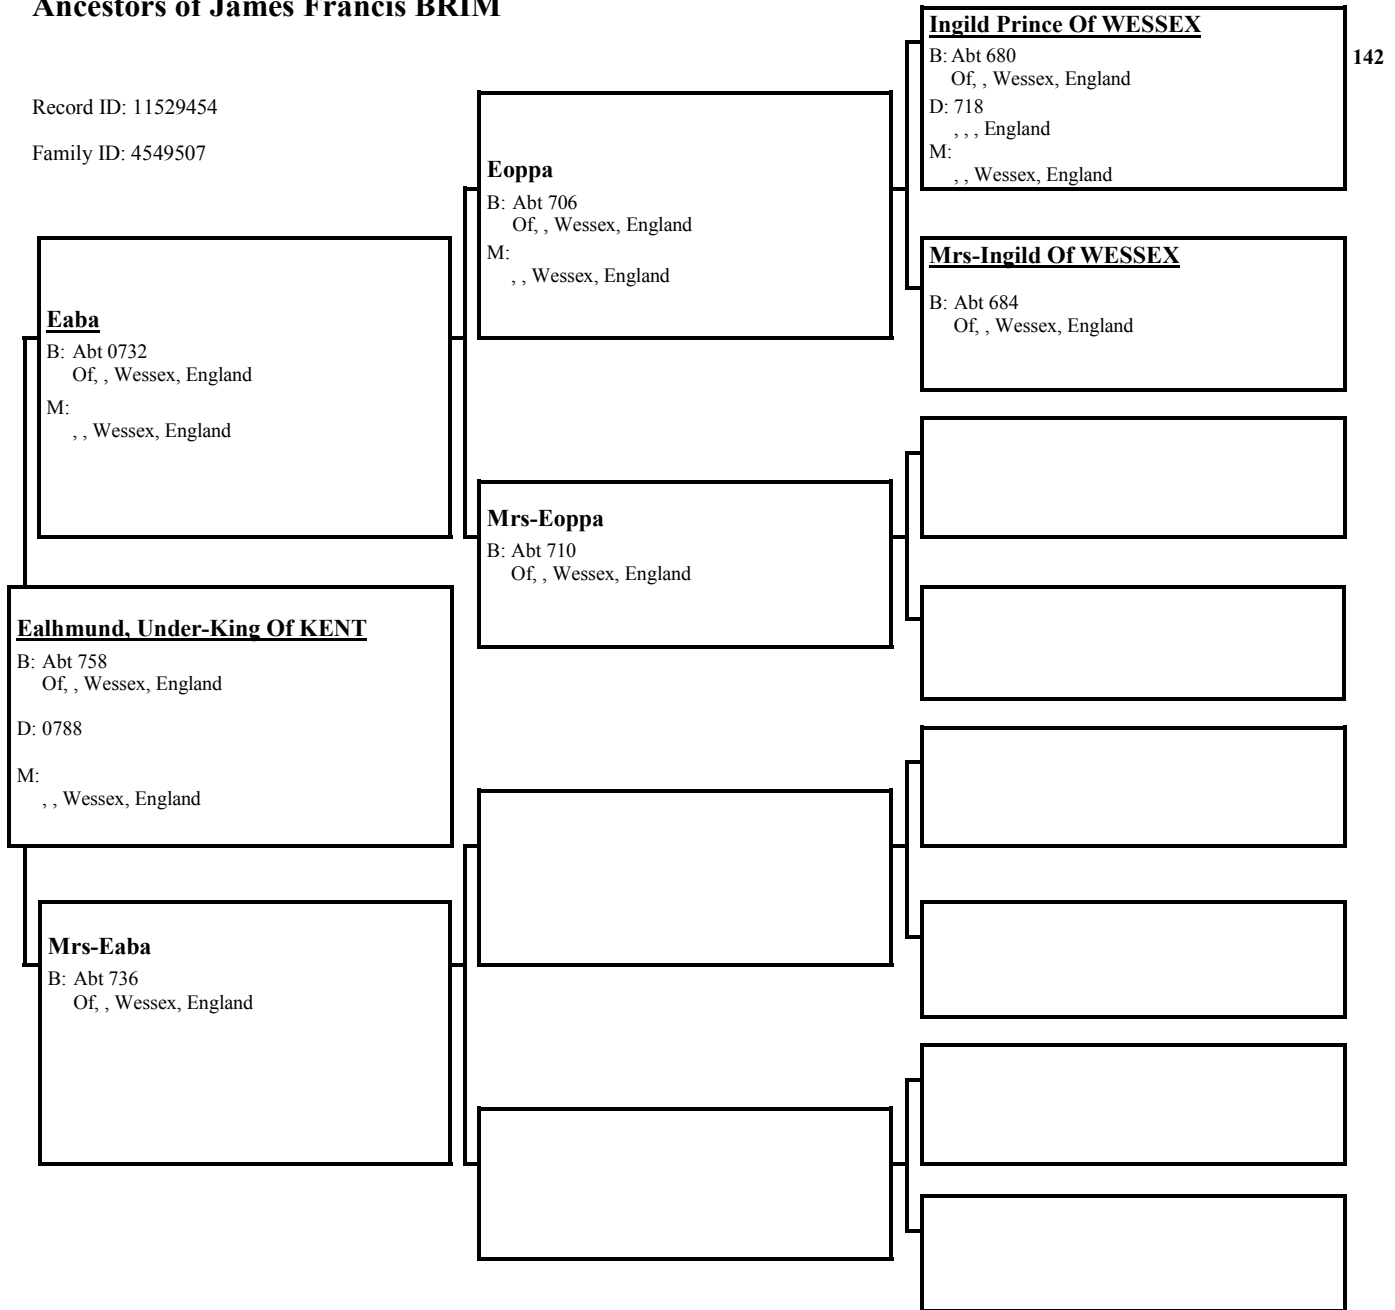 Ancestors of James Francis BRIM
142
Record ID: 11529454
Family ID: 4549507
Ingild Prince Of WESSEX
B: Abt 680
Of, , Wessex, England
D: 718
, , , England
M:
, , Wessex, England
Eoppa
B: Abt 706
Of, , Wessex, England
M:
, , Wessex, England
Mrs-Ingild Of WESSEX
B: Abt 684
Of, , Wessex, England
Eaba
B: Abt 0732
Of, , Wessex, England
M:
, , Wessex, England
Mrs-Eoppa
B: Abt 710
Of, , Wessex, England
Ealhmund, Under-King Of KENT
B: Abt 758
Of, , Wessex, England
D: 0788
M:
, , Wessex, England
Mrs-Eaba
B: Abt 736
Of, , Wessex, England